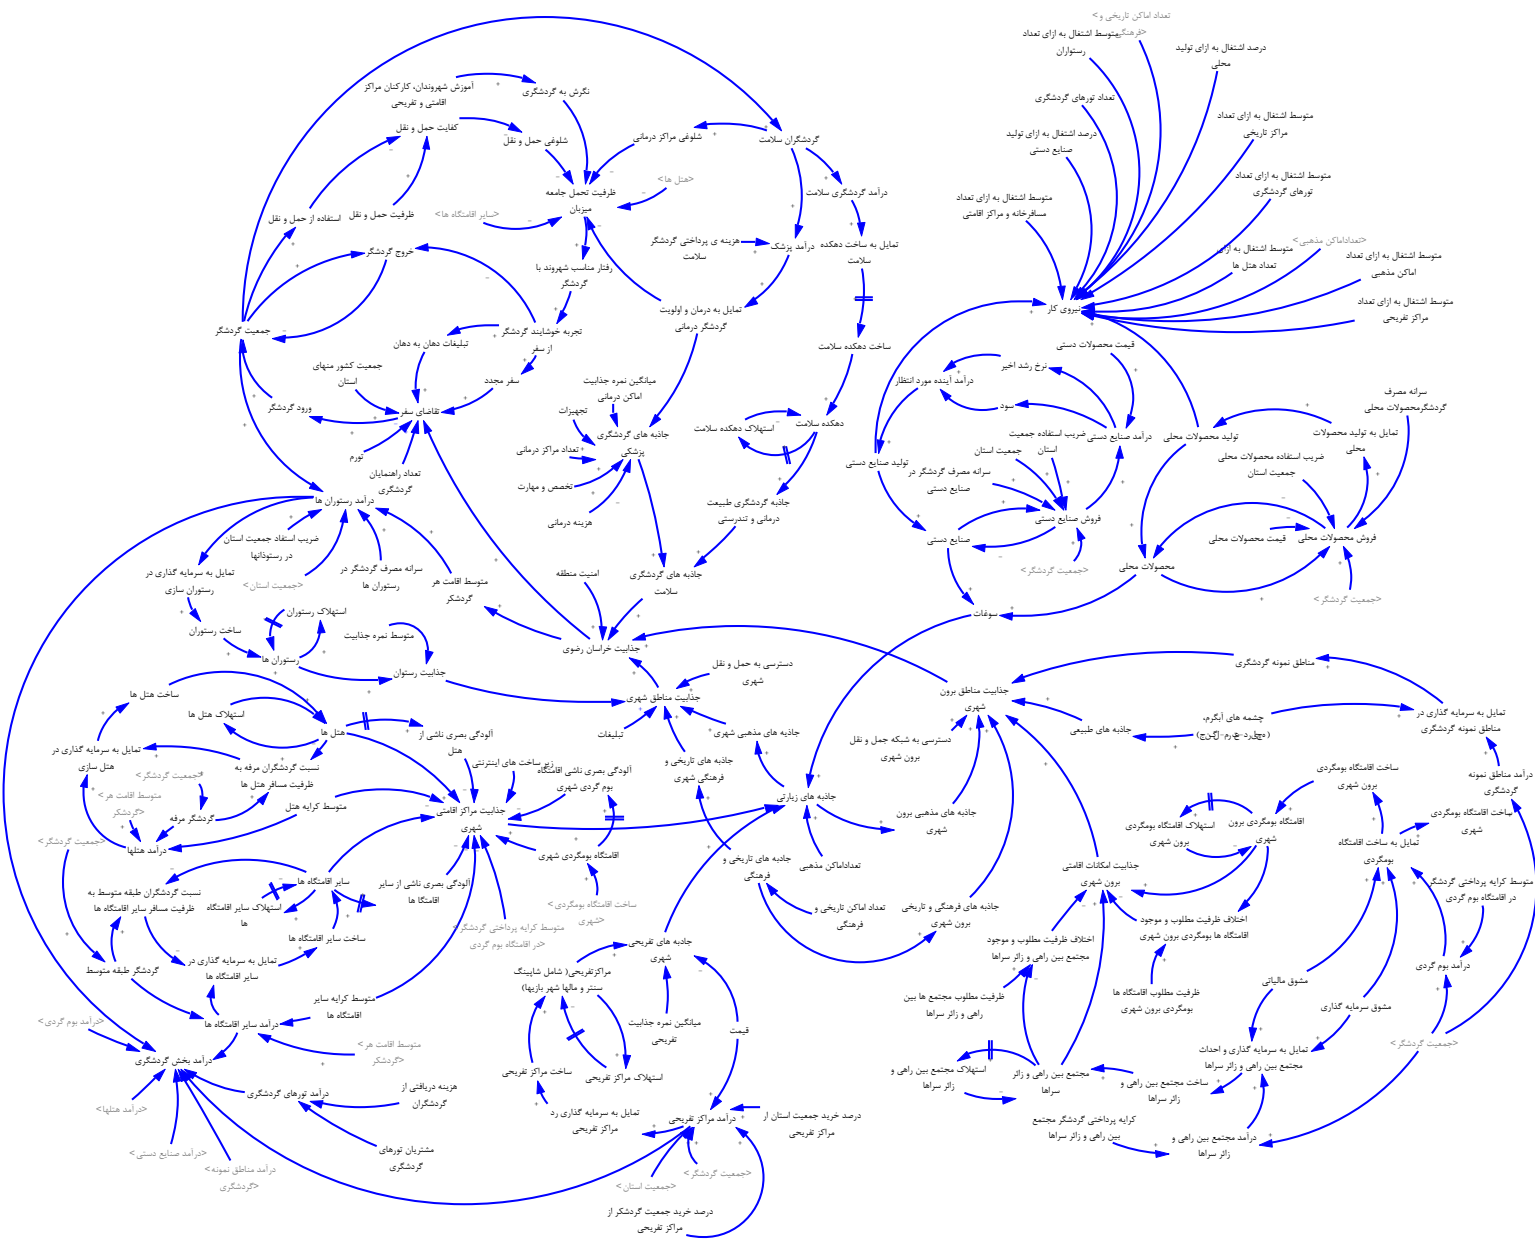 <تعداد اماکن تاریخی و
فرهنگی>
متوسط اشتغال به ازای تعداد
رستوران
درصد اشتغال به ازای تولید
محلی
آموزش شهروندان، کارکنان مراکز
اقامتی و تفریحی
نگرش به گردشگری
تعداد تورهای گردشگری
متوسط اشتغال به ازای تعداد
مراکز تاریخی
کفایت حمل و نقل
شلوغی حمل و نقل
شلوغی مراکز درمانی
گردشگران سلامت
درصد اشتغال به ازای تولید
صنایع دستی
<هتل ها>
متوسط اشتغال به ازای تعداد
تورهای گردشگری
ظرفیت تحمل جامعه
میزبان
درآمد گردشگری سلامت
متوسط اشتغال به ازای تعداد
مسافرخانه و مراکز اقامتی
استفاده از حمل و نقل
ظرفیت حمل و نقل
<سایر اقامتگاه ها>
هزینه ی پرداختی گردشگر
سلامت
درآمد پزشک
تمایل به ساخت دهکده
سلامت
<تعداداماکن مذهبی>
متوسط اشتغال به ازای
تعداد هتل ها
متوسط اشتغال به ازای تعداد
اماکن مذهبی
خروج گردشگر
رفتار مناسب شهروند با
گردشگر
نیروی کار
متوسط اشتغال به ازای تعداد
مراکز تفریحی
جمعیت گردشگر
تجربه خوشایند گردشگر
از سفر
تمایل به درمان و اولویت
گردشگر درمانی
تبلیغات دهان به دهان
ساخت دهکده سلامت
قیمت محصولات دستی
جمعیت کشور منهای
استان
سفر مجدد
میانگین نمره جذابیت
اماکن درمانی
نرخ رشد اخیر
درآمد آینده مورد انتظار
سرانه مصرف
گردشگرمحصولات محلی
ورود گردشگر
تقاضای سفر
تجهیزات
سود
جاذبه های گردشگری
پزشکی
استهلاک دهکده سلامت
دهکده سلامت
ضریب استفاده جمعیت
استان
درآمد صنایع دستی
تولید محصولات محلی
تمایل به تولید محصولات
محلی
تورم
تعداد مراکز درمانی
جمعیت استان
تولید صنایع دستی
ضریب استفاده محصولات محلی
جمعیت استان
تعداد راهنمایان
گردشگری
تخصص و مهارت
سرانه مصرف گردشگر در
صنایع دستی
درآمد رستوران ها
جاذبه گردشگری طبیعت
درمانی و تندرستی
هزینه درمانی
فروش صنایع دستی
صنایع دستی
قیمت محصولات محلی
فروش محصولات محلی
ضریب استفاد جمعیت استان
در رستوذانها
سرانه مصرف گردشگر در
رستوران ها
<جمعیت استان>
تمایل به سرمایه گذاری در
رستوران سازی
متوسط اقامت هر
گردشکر
امنیت منطقه
جاذبه های گردشگری
سلامت
<جمعیت گردشگر>
محصولات محلی
<جمعیت گردشگر>
استهلاک رستوران
سوغات
ساخت رستوران
متوسط نمره جذابیت
جذابیت خراسان رضوی
رستوران ها
جذابیت رستوان
دسترسی به حمل و نقل
شهری
مناطق نمونه گردشگری
ساخت هتل ها
جذابیت مناطق شهری
جذابیت مناطق برون
شهری
استهلاک هتل ها
هتل ها
آلودگی بصری ناشی از
هتل
تبلیغات
جاذبه های مذهبی شهری
دسترسی به شبکه جمل و نقل
برون شهری
جاذبه های طبیعی
چشمه های آبگرم،
تمایل به سرمایه گذاری در
مناطق نمونه گردشگری
تمایل به سرمایه گذاری در
هتل سازی
نسبت گردشگران مرفه به
ظرفیت مسافر هتل ها
زیر ساخت های اینترنتی
آلودگی بصری ناشی اقامتگاه
بوم گردی شهری
جاذبه های تاریخی و
فرهنگی شهری
ساخت اقامتگاه بومگردی
برون شهری
درآمد مناطق نمونه
گردشگری
<جمعیت گردشگر>
<متوسط اقامت هر
گردشکر>
متوسط کرایه هتل
گردشگر مرفه
جذابیت مراکز اقامتی
شهری
جاذبه های زیارتی
جاذبه های مذهبی برون
شهری
استهلاک اقامتگاه بومگردی
برون شهری
اقامتگاه بومگردی برون
شهری
ساخت اقامتگاه بومگردی
شهری
<جمعیت گردشگر>
درآمد هتلها
اقامتگاه بومگردی شهری
جاذبه های تاریخی و
فرهنگی
تعداداماکن مذهبی
جذابیت امکانات اقامتی
برون شهری
تمایل به ساخت اقامتگاه
بومگردی
سایر اقامتگاه ها
آلودگی بصری ناشی از سایر
اقامتگا ها
متوسط کرایه پرداختی گردشگر
در اقامتگاه بوم گردی
نسبت گردشگران طبقه متوسط به
ظرفیت مسافر سایر اقامتگاه ها
استهلاک سایر اقامتگاه
ها
<ساخت اقامتگاه بومگردی
شهری>
تعداد اماکن تاریخی و
فرهنگی
جاذبه های فرهنگی و تاریخی
برون شهری
اختلاف ظرفیت مطلوب و موجود
اقامتگاه ها بومگردی برون شهری
<متوسط کرایه پرداختی گردشگر
در اقامتگاه بوم گردی>
ساخت سایر اقامتگاه ها
جادبه های تفریحی
شهری
اختلاف ظرفیت مطلوب و موجود
مجتمع بین راهی و زائر سراها
گردشگر طبقه متوسط
تمایل به سرمایه گذاری در
سایر اقامتگاه ها
مراکزتفریحی( شامل شاپینگ
سنتر و مالها شهر بازیها)
درآمد بوم گردی
مشوق مالیاتی
متوسط کرایه سایر
اقامتگاه ها
ظرفیت مطلوب مجتمع ها بین
راهی و زائر سراها
ظرفیت مطلوب اقامتگاه ها
بومگردی برون شهری
مشوق سرمایه گذاری
<درآمد بوم گردی>
درآمد سایر اقامتگاه ها
میانگین نمره جذابیت
تفریحی
قیمت
<متوسط اقامت هر
گردشکر>
<جمعیت گردشگر>
درآمد بخش گردشگری
تمایل به سرمایه گذاری و احداث
مجتمع بین راهی و زائر سراها
ساخت مراکز تفریحی
استهلاک مراکز تفریحی
استهلاک مجتمع بین راهی و
زائر سراها
مجتمع بین راهی و زائر
سراها
ساخت مجتمع بین راهی و
زائر سراها
درآمد تورهای گردشگری
هزینه دریافتی از
گردشگران
<درآمد هتلها>
تمایل به سرمایه گذاری رد
مراکز تفریحی
درآمد مراکز تفریحی
درصد خرید جمعیت استان ار
مراکز تفریحی
کرایه پرداختی گردشگر مجتمع
بین راهی و زائر سراها
درآمد مجتمع بین راهی و
زائر سراها
<درآمد صنایع دستی>
<درآمد مناطق نمونه
گردشگری>
مشتریان تورهای
گردشگری
<جمعیت استان>
<جمعیت گردشگر>
درصد خرید جمعیت گردشکر از
مراکز تفریحی